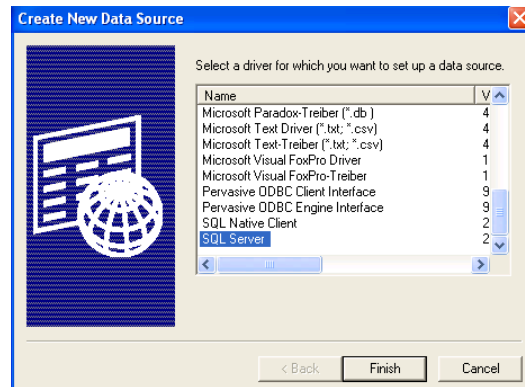 Create New Data Source
Select a driver for which you want to set up a data source.
Name V
Microsoft Paradox-Treiber (*.db ) 4
Microsoft Text Driver (*.txt; *.csv) 4
Microsoft Text-Treiber (*.txt; *.csv) 4
Microsoft Visual FoxPro Driver 1
Microsoft Visual FoxPro-Treiber 1
Pervasive ODBC Client Interface 9
Pervasive ODBC Engine Interface 9
SQL Native Client 2
SQL Server 2
< Back Finish Cancel